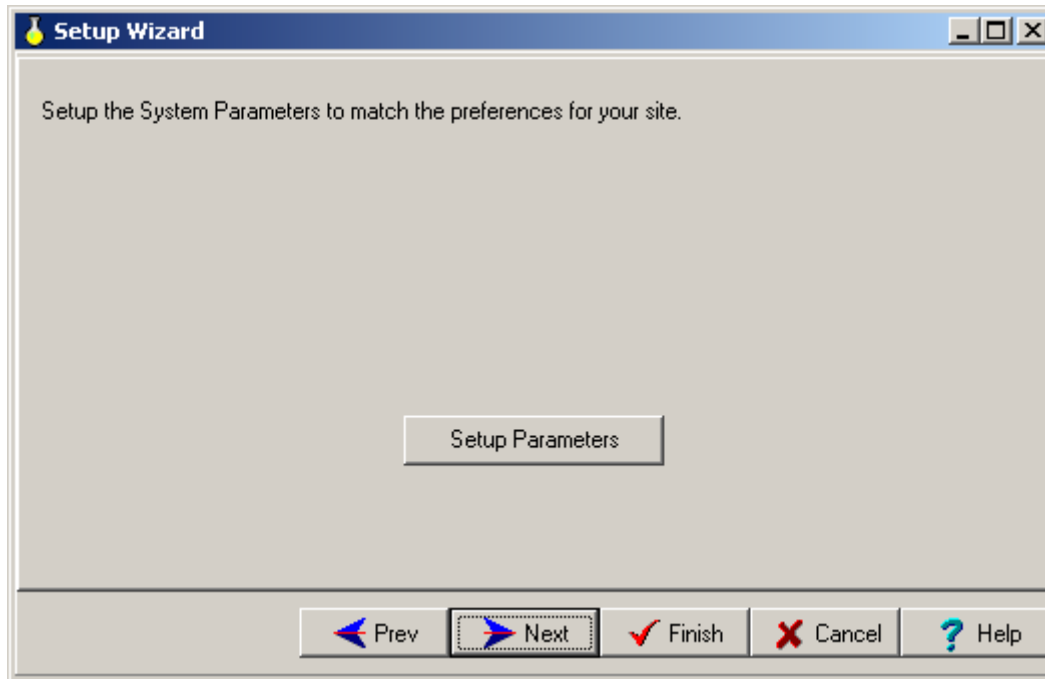 Setup Wizard
Setup the System Parameters to match the preferences for your site.
Setup Parameters
Prev Next Finish Cancel Help